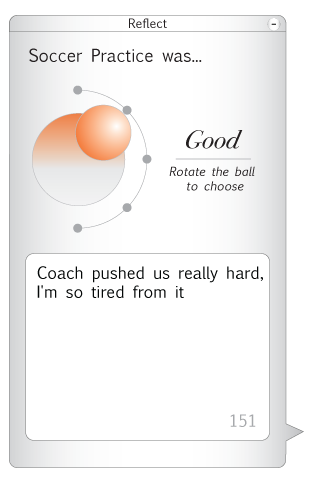 Reflect
-
Soccer Practice was...
Good
Rotate the ball
to choose
Coach pushed us really hard,
I'm so tired from it
151